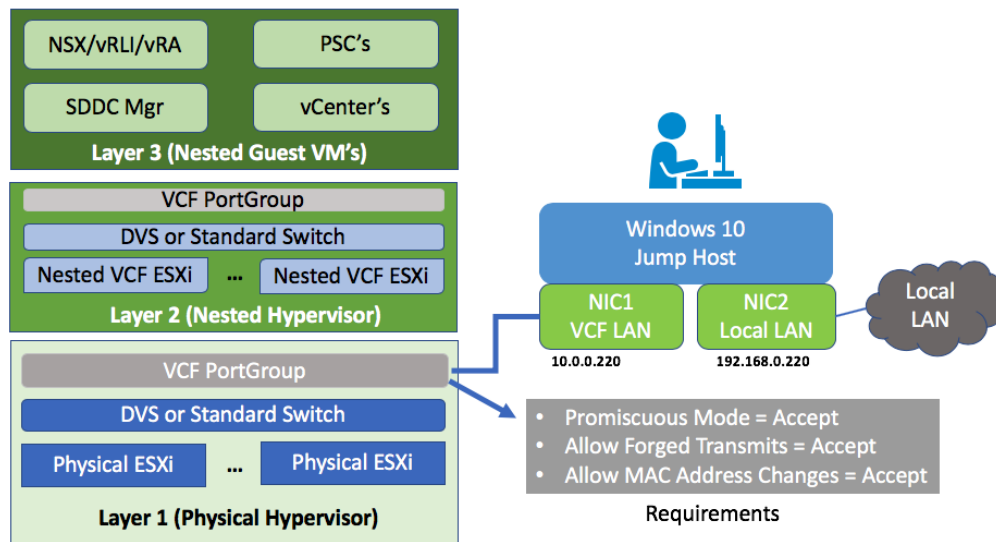 NSX/vRLI/vRA
PSC's
SDDC Mgr
vCenter's
Layer 3 (Nested Guest VM's)
VCF PortGroup
DVS or Standard Switch
Nested VCF ESXi
...
Nested VCF ESXi
Layer 2 (Nested Hypervisor)
VCF PortGroup
DVS or Standard Switch
Physical ESXi
...
Physical ESXi
Layer 1 (Physical Hypervisor)
Windows 10
Jump Host
NIC1
VCF LAN
NIC2
Local LAN
10.0.0.220
192.168.0.220
Local
LAN
• Promiscuous Mode = Accept
• Allow Forged Transmits = Accept
• Allow MAC Address Changes = Accept
Requirements